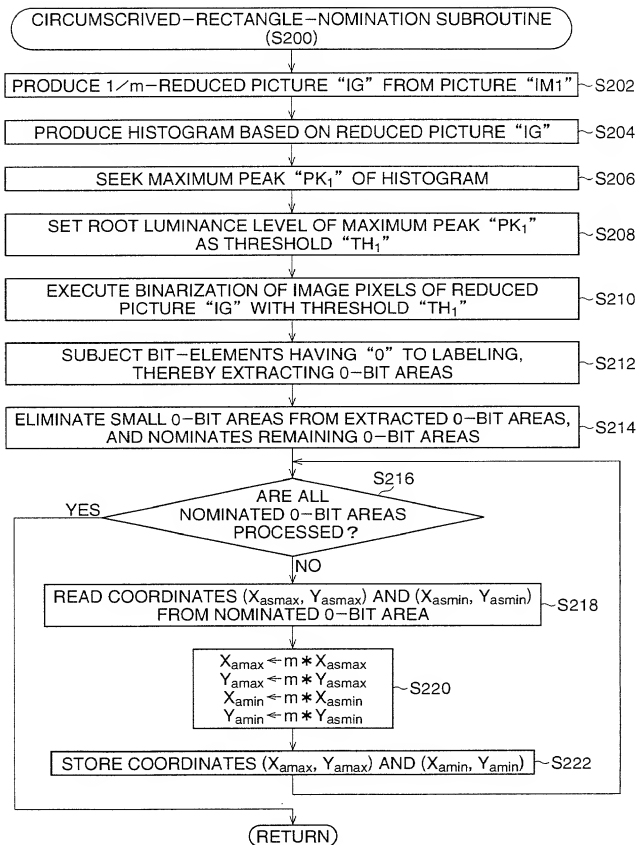 CIRCUMSCRIVED-RECTANGLE-NOMINATION SUBROUTINE
(S200)
PRODUCE 1/m-REDUCED PICTURE "IG" FROM PICTURE "IM1"
S202
PRODUCE HISTOGRAM BASED ON REDUCED PICTURE "IG"
S204
SEEK MAXIMUM PEAK "PK₁" OF HISTOGRAM
S206
SET ROOT LUMINANCE LEVEL OF MAXIMUM PEAK "PK₁"
AS THRESHOLD "TH₁"
S208
EXECUTE BINARIZATION OF IMAGE PIXELS OF REDUCED
PICTURE "IG" WITH THRESHOLD "TH₁"
S210
SUBJECT BIT-ELEMENTS HAVING "0" TO LABELING,
THEREBY EXTRACTING 0-BIT AREAS
S212
ELIMINATE SMALL 0-BIT AREAS FROM EXTRACTED 0-BIT AREAS,
AND NOMINATES REMAINING 0-BIT AREAS
S214
S216
ARE ALL
NOMINATED 0-BIT AREAS
PROCESSED?
YES
NO
READ COORDINATES (Xasmax, Yasmax) AND (Xasmin, Yasmin)
FROM NOMINATED 0-BIT AREA
S218
Xamax←m*Xasmax
Yamax←m*Yasmax
Xamin←m*Xasmin
Yamin←m*Yasmin
S220
STORE COORDINATES (Xamax, Yamax) AND (Xamin, Yamin)
S222
RETURN